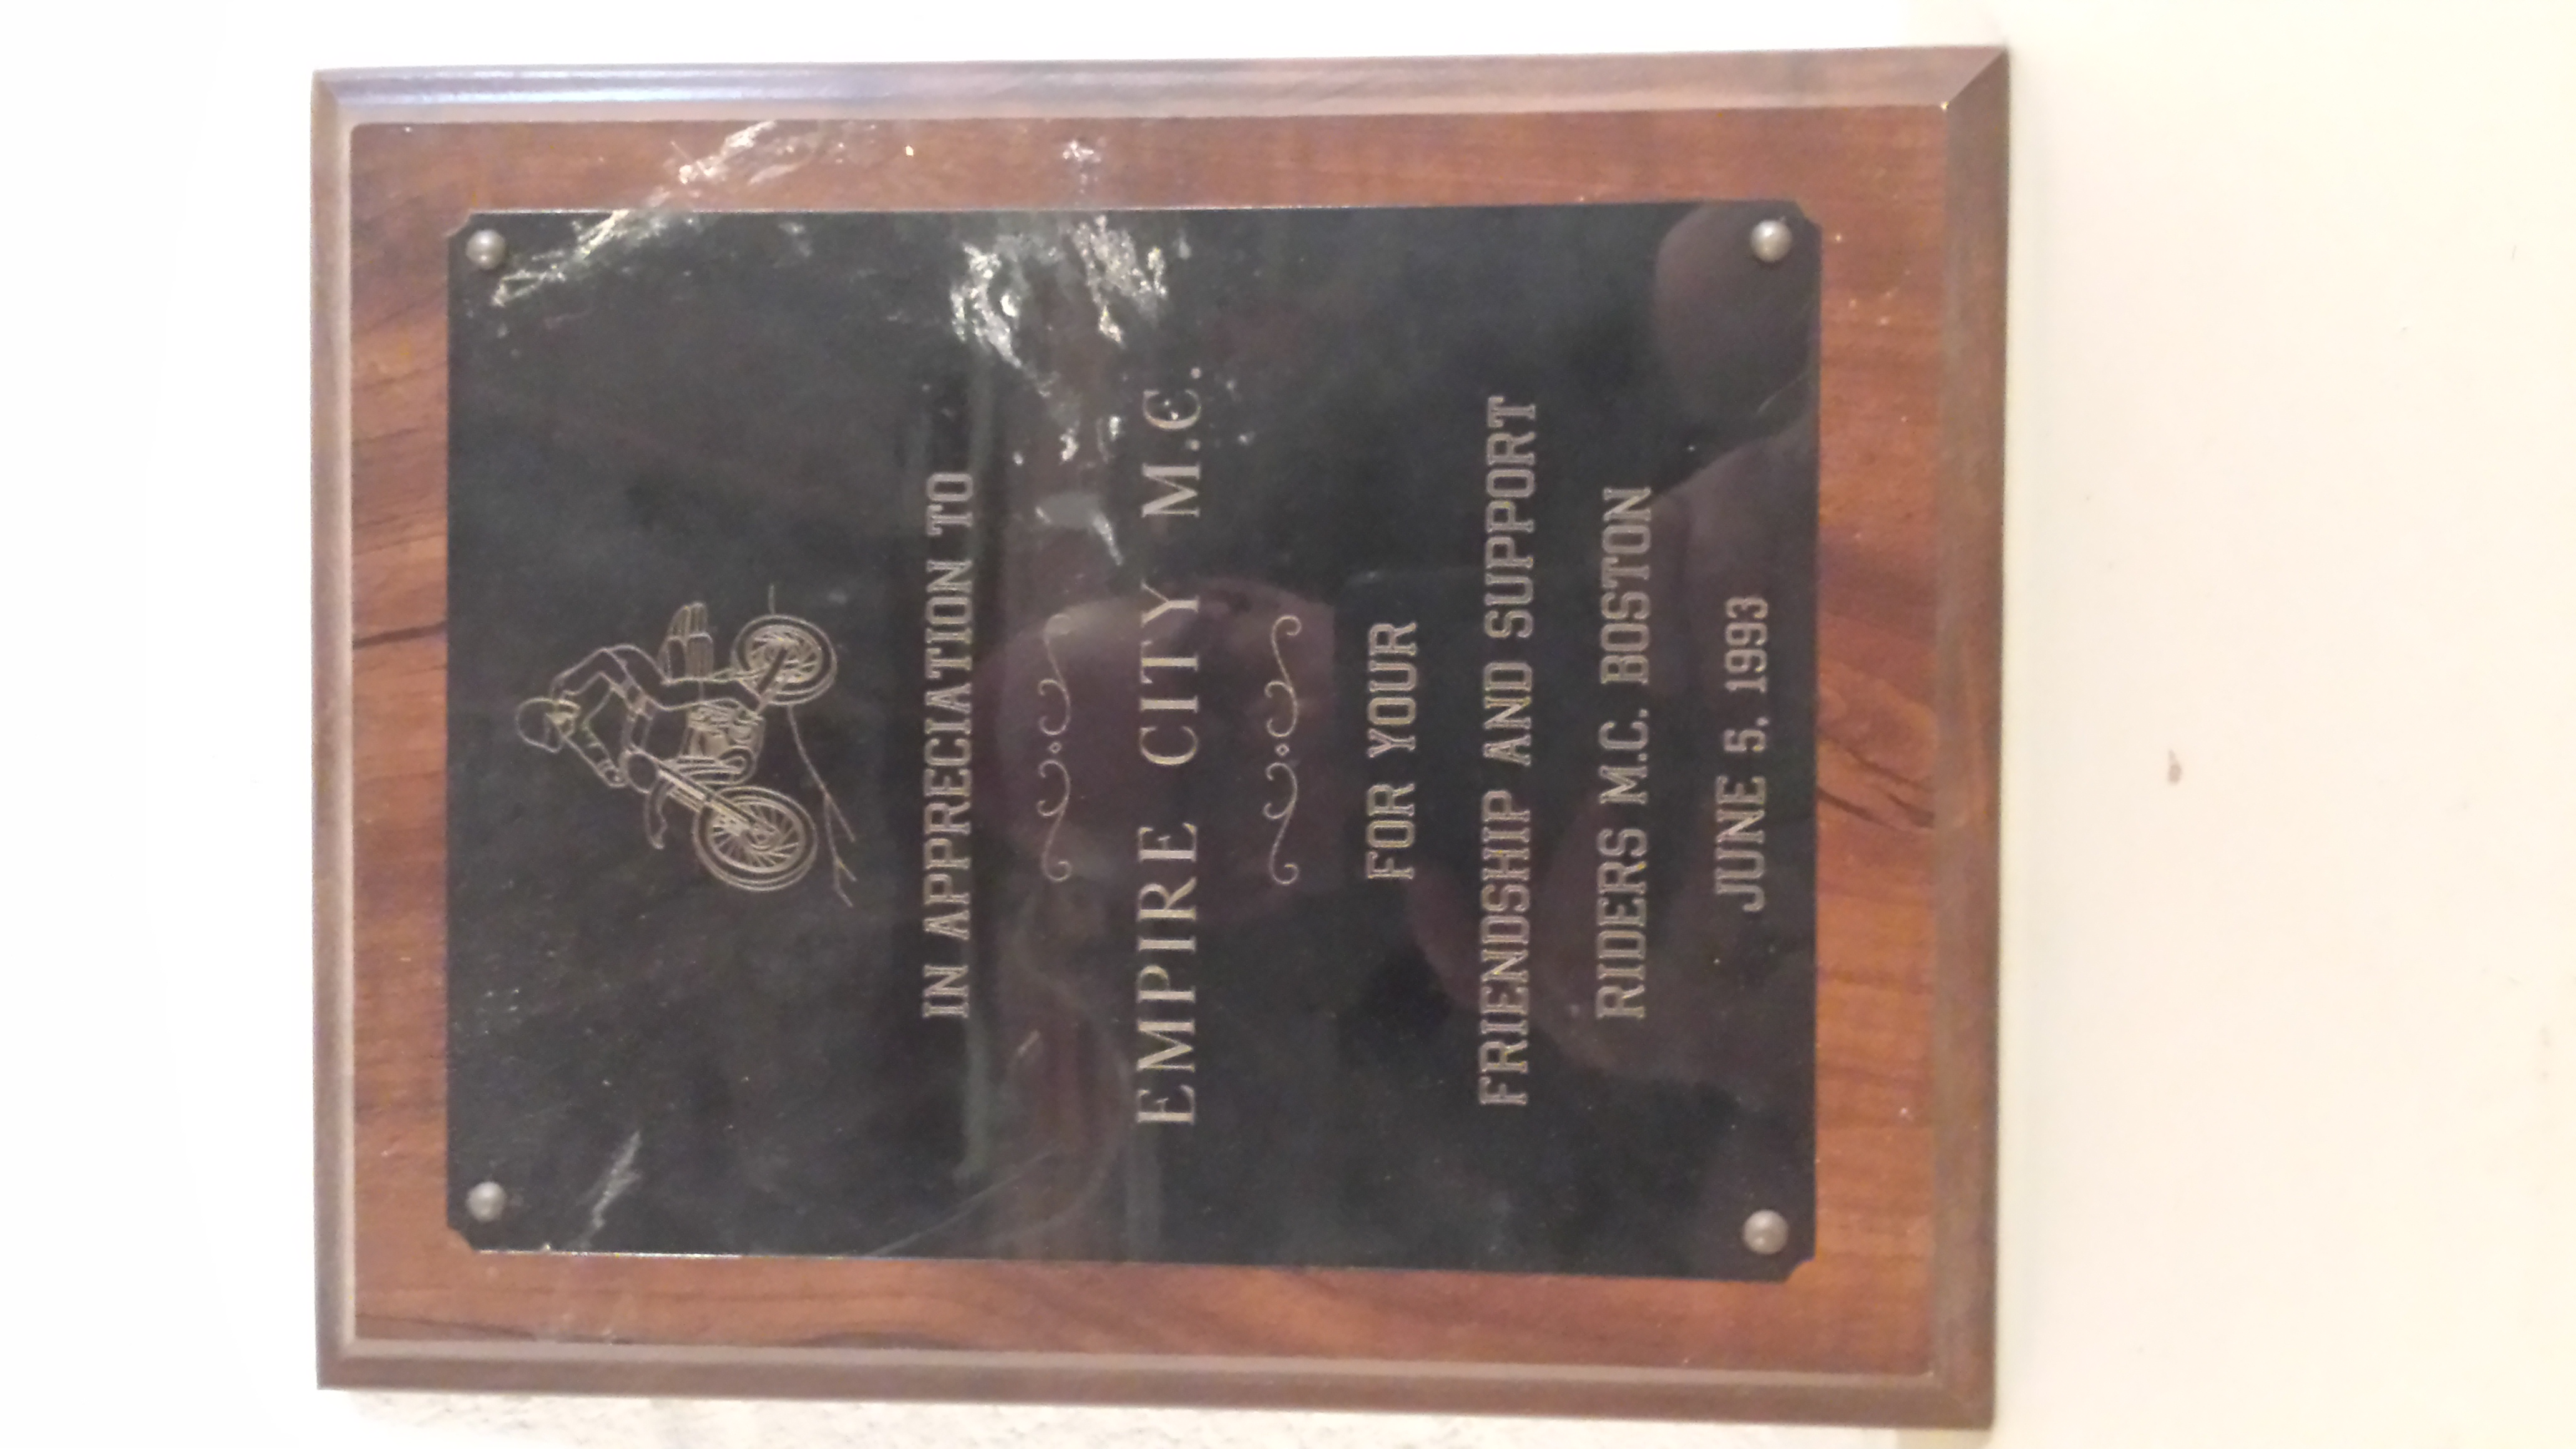 IN APPRECIATION TO
EMPIRE CITY M.C.
FOR YOUR
FRIENDSHIP AND SUPPORT
RIDERS M.C. BOSTON
JUNE 5, 1993